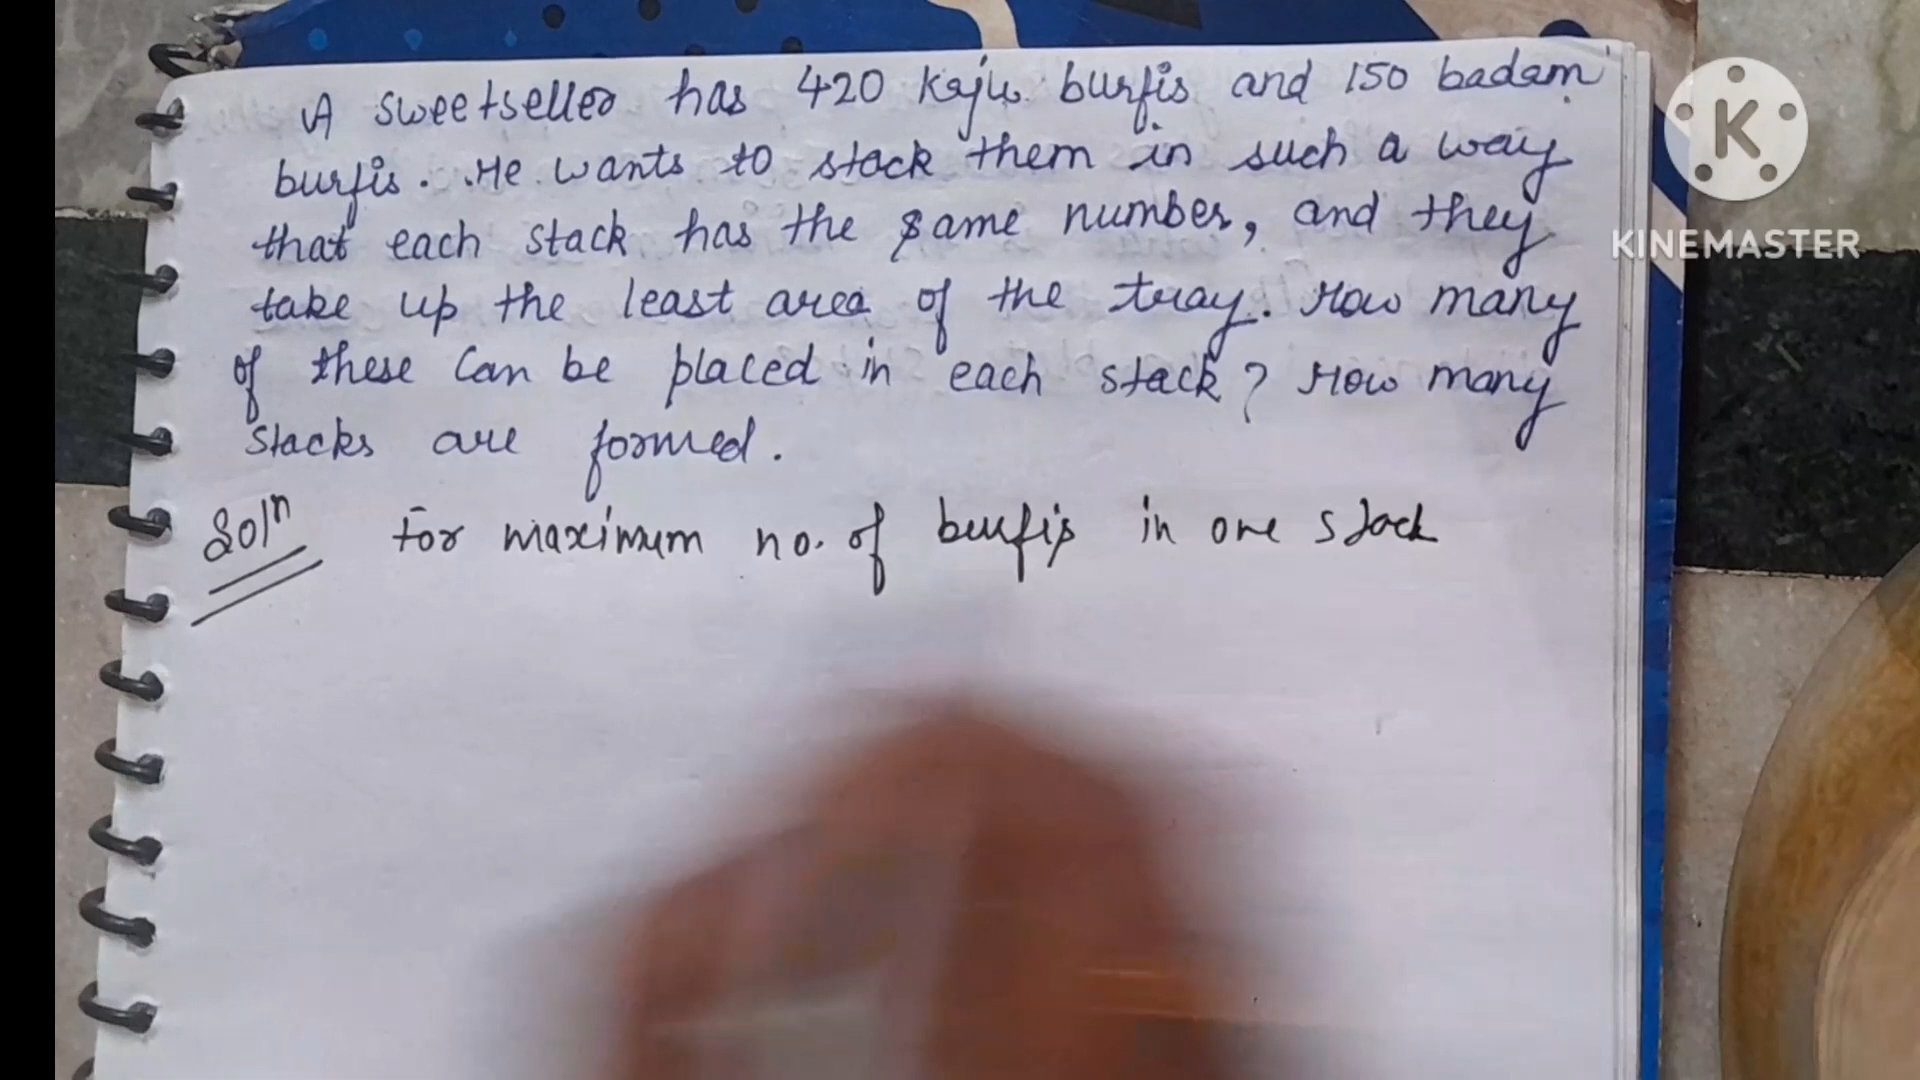 A sweetseller has 420 Kaju burfis and 150 badam
burfis. He wants to stack them in such a way
that each stack has the same number, and they
take up the least area of the tray. How many
of these can be placed in each stack? How many
stacks are formed.
Solⁿ For maximum no. of burfis in one stack
K
KINEMASTER